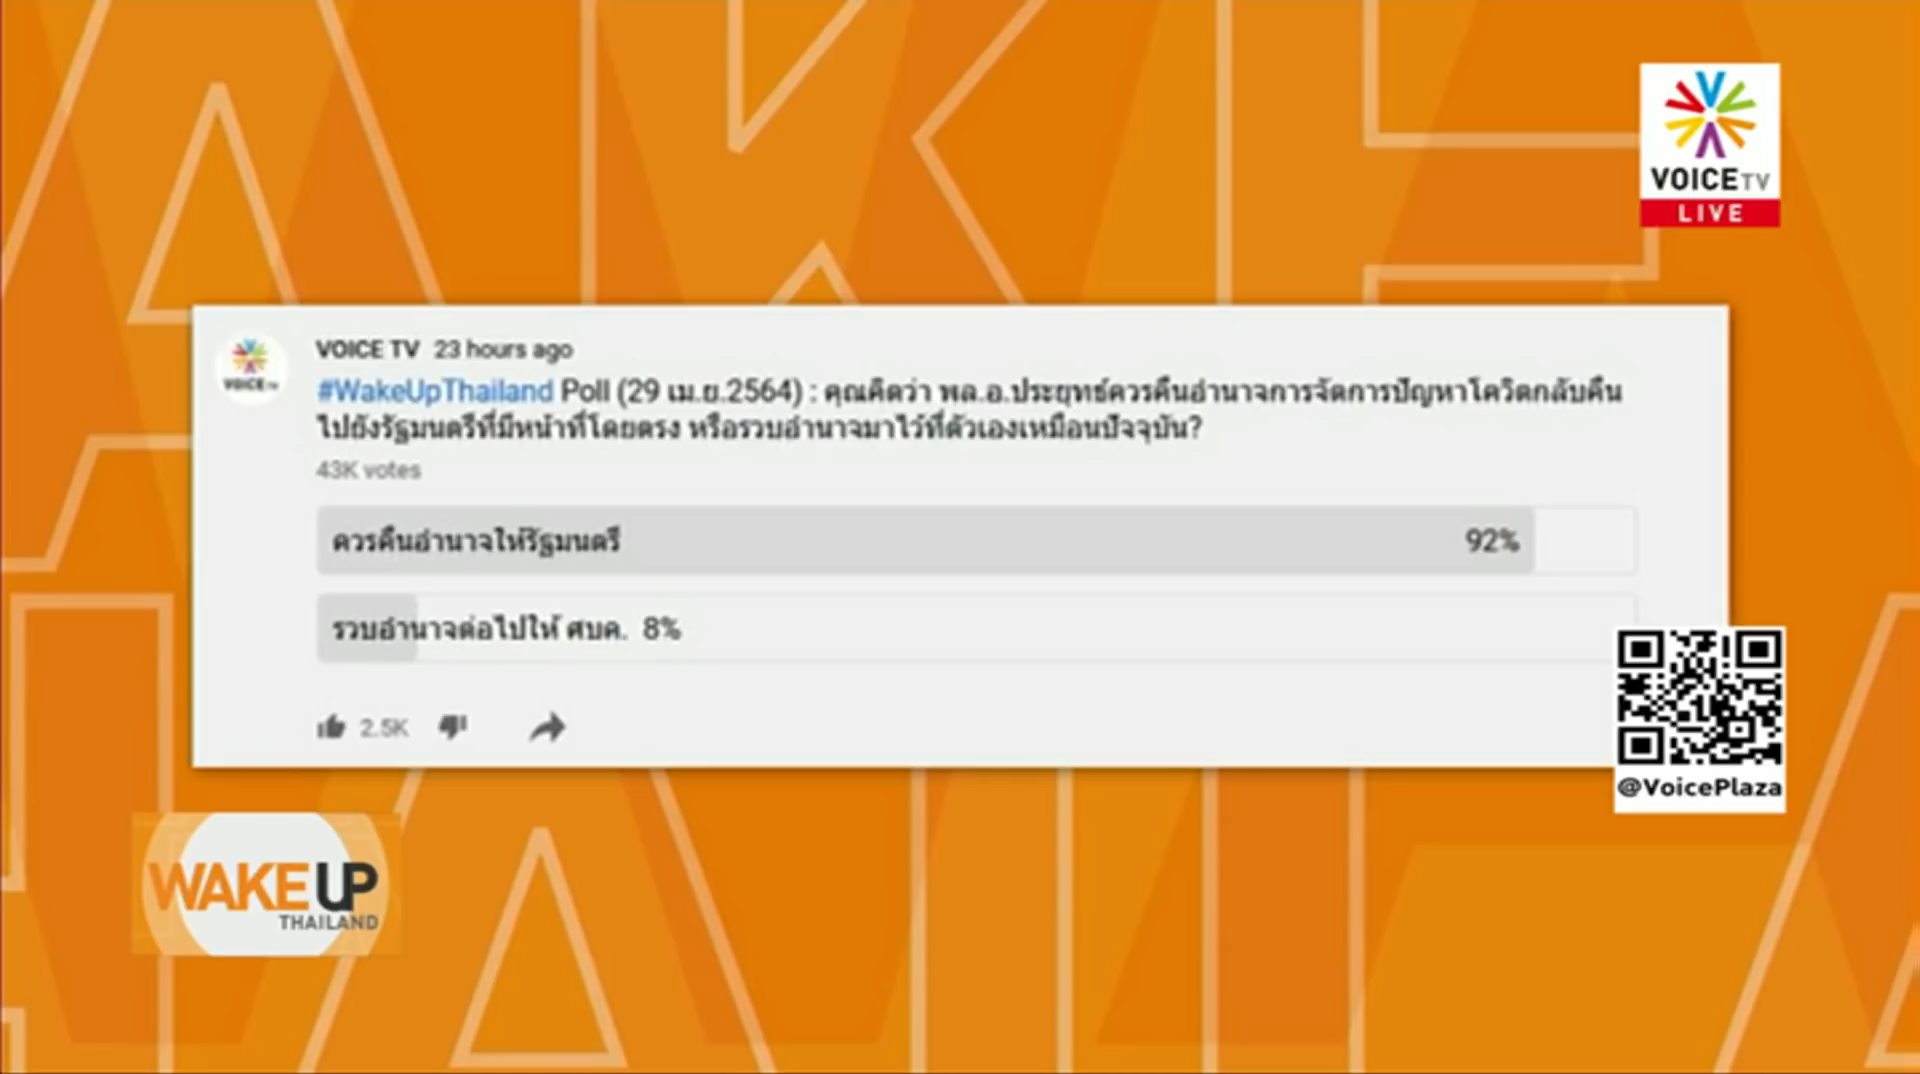 VOICE TV
LIVE
VOICE TV
VOICE TV 23 hours ago
#WakeUpThailand Poll (29 เม.ย.2564) : คุณคิดว่า พล.อ.ประยุทธ์ควรคืนอำนาจการจัดการปัญหาโควิดกลับคืน
ไปยังรัฐมนตรีที่มีหน้าที่โดยตรง หรือรวบอำนาจมาไว้ที่ตัวเองเหมือนปัจจุบัน?
43K votes
ควรคืนอำนาจให้รัฐมนตรี 92%
รวบอำนาจต่อไปให้ ศบค. 8%
2.5K
@VoicePlaza
WAKE UP
THAILAND